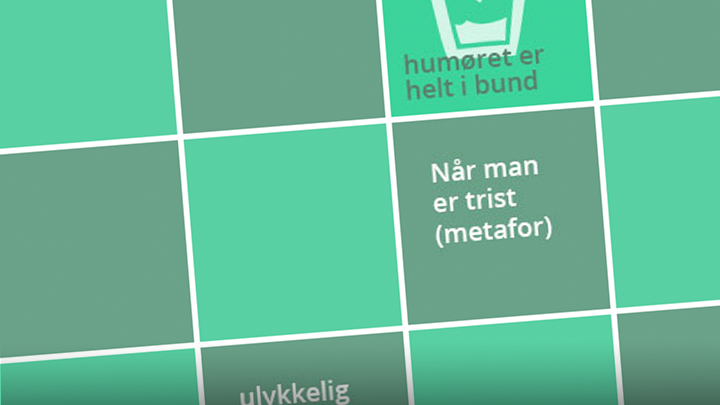 humøret er
helt i bund
Når man
er trist
(metafor)
ulykkelig